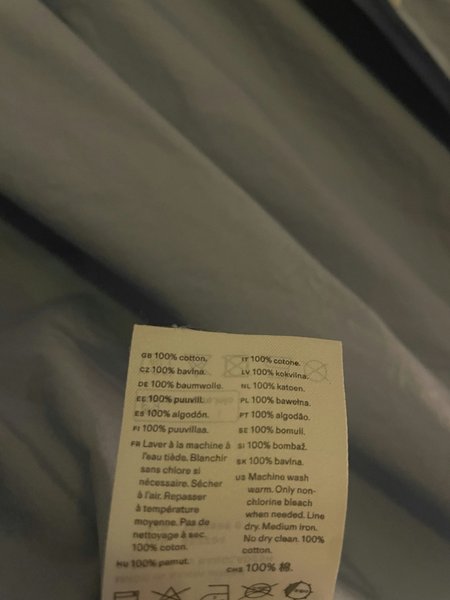 GB 100% cotton.
CZ 100% bavlna.
DE 100% baumwolle.
EE 100% puuvill.
ES 100% algodón.
FI 100% puuvillaa.
FR Laver à la machine à
l'eau tiède. Blanchir
sans chlore si
nécessaire. Sécher
à l'air. Repasser
à température
moyenne. Pas de
nettoyage à sec.
100% coton.
HU 100% pamut.
IT 100% cotone.
LV 100% kokvilna.
NL 100% katoen.
PL 100% bawełna.
PT 100% algodão.
SE 100% bomull.
SI 100% bombaž.
SK 100% bavlna.
US Machine wash
warm. Only non-
chlorine bleach
when needed. Line
dry. Medium iron.
No dry clean. 100%
cotton.
CHS 100% 棉.